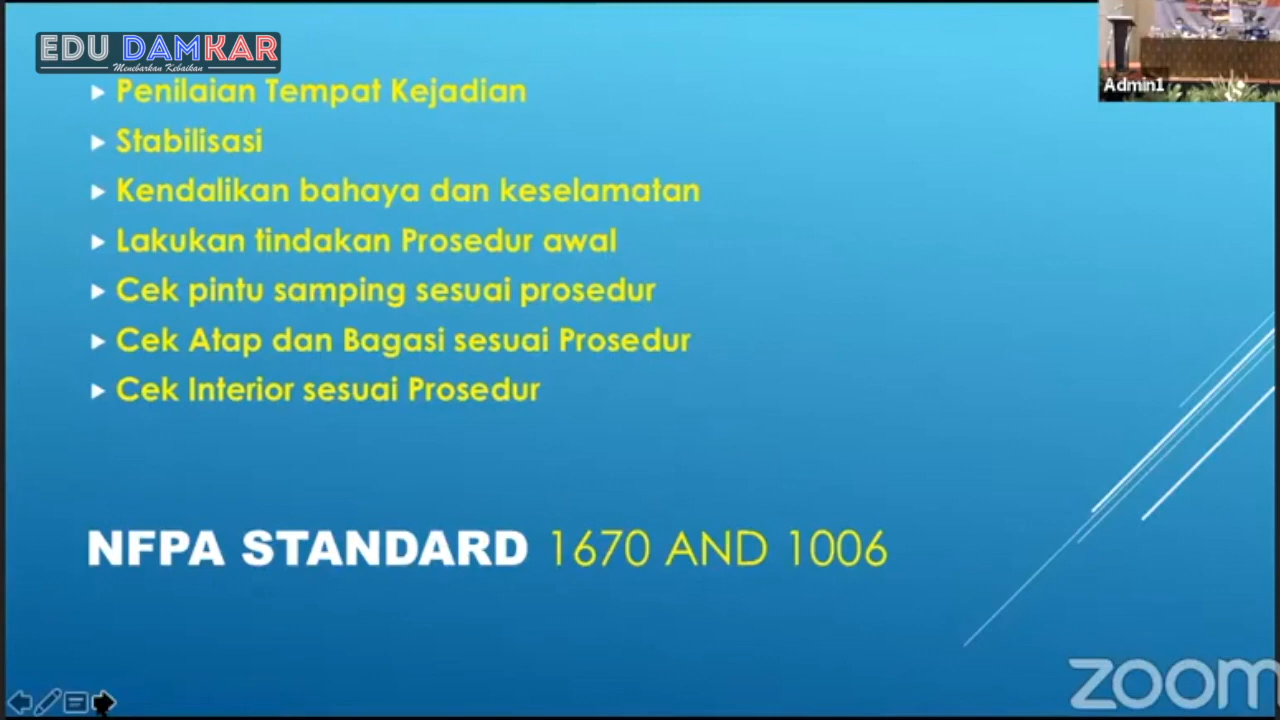 EDU DAMKAR
Menebarkan Kebaikan
Admin1
Penilaian Tempat Kejadian
Stabilisasi
Kendalikan bahaya dan keselamatan
Lakukan tindakan Prosedur awal
Cek pintu samping sesuai prosedur
Cek Atap dan Bagasi sesuai Prosedur
Cek Interior sesuai Prosedur
NFPA STANDARD 1670 AND 1006
zoom